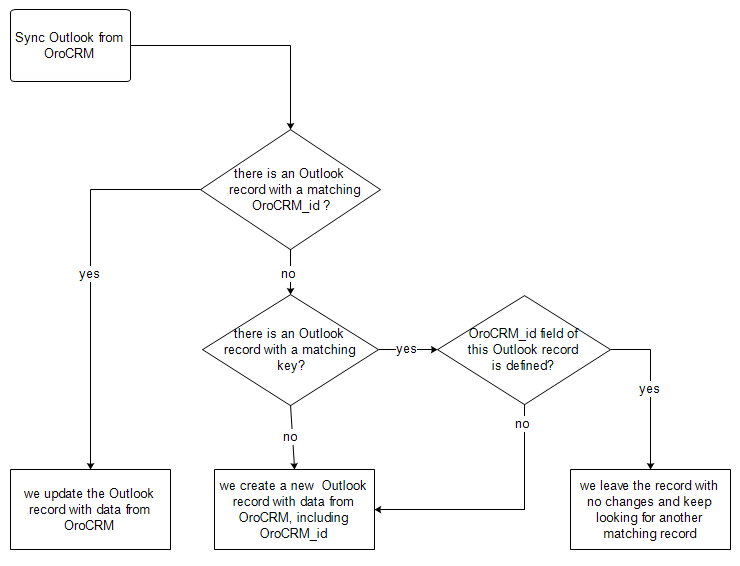 Sync Outlook from
OroCRM
there is an Outlook
record with a matching
OroCRM_id ?
yes
no
there is an Outlook
record with a matching
key?
yes
OroCRM_id field of
this Outlook record
is defined?
yes
no
no
we update the Outlook
record with data from
OroCRM
we create a new Outlook
record with data from
OroCRM, including
OroCRM_id
we leave the record with
no changes and keep
looking for another
matching record